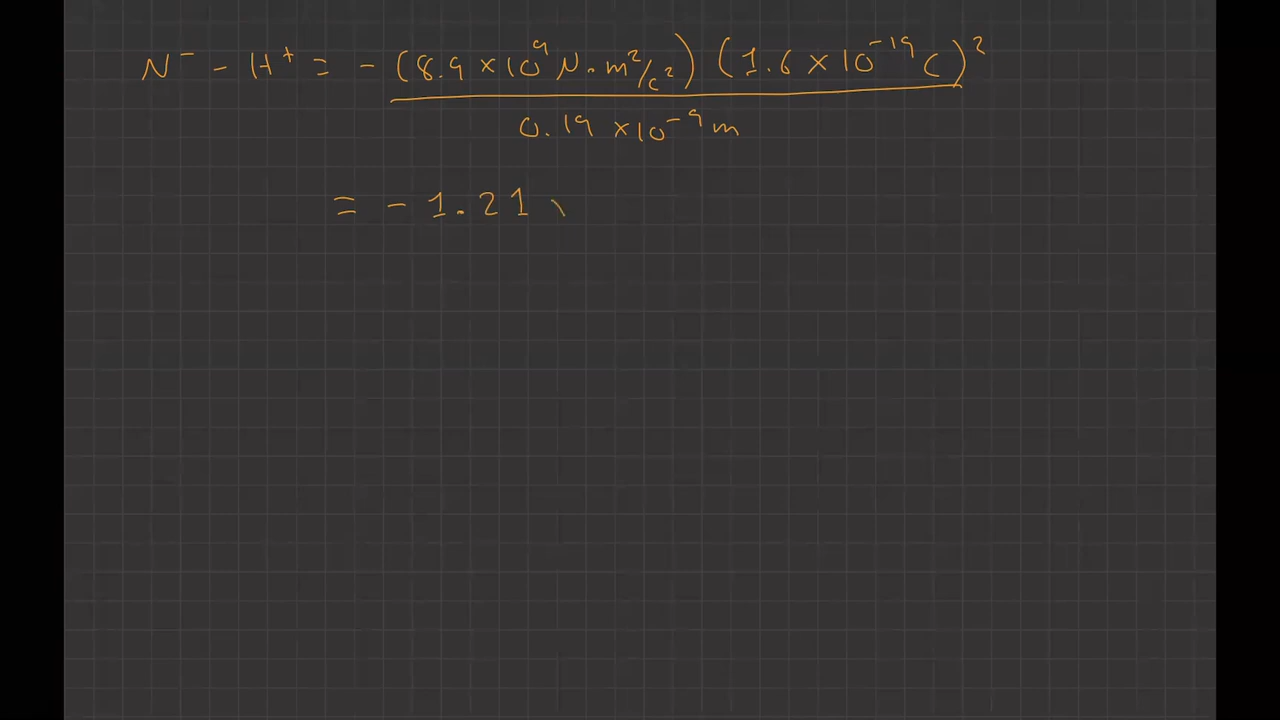 N⁻ - H⁺ = - (8.9 ×10⁹ N·m²/c²) (1.6 × 10⁻¹⁹ C)²
0.19 ×10⁻⁹ m
= - 1.21